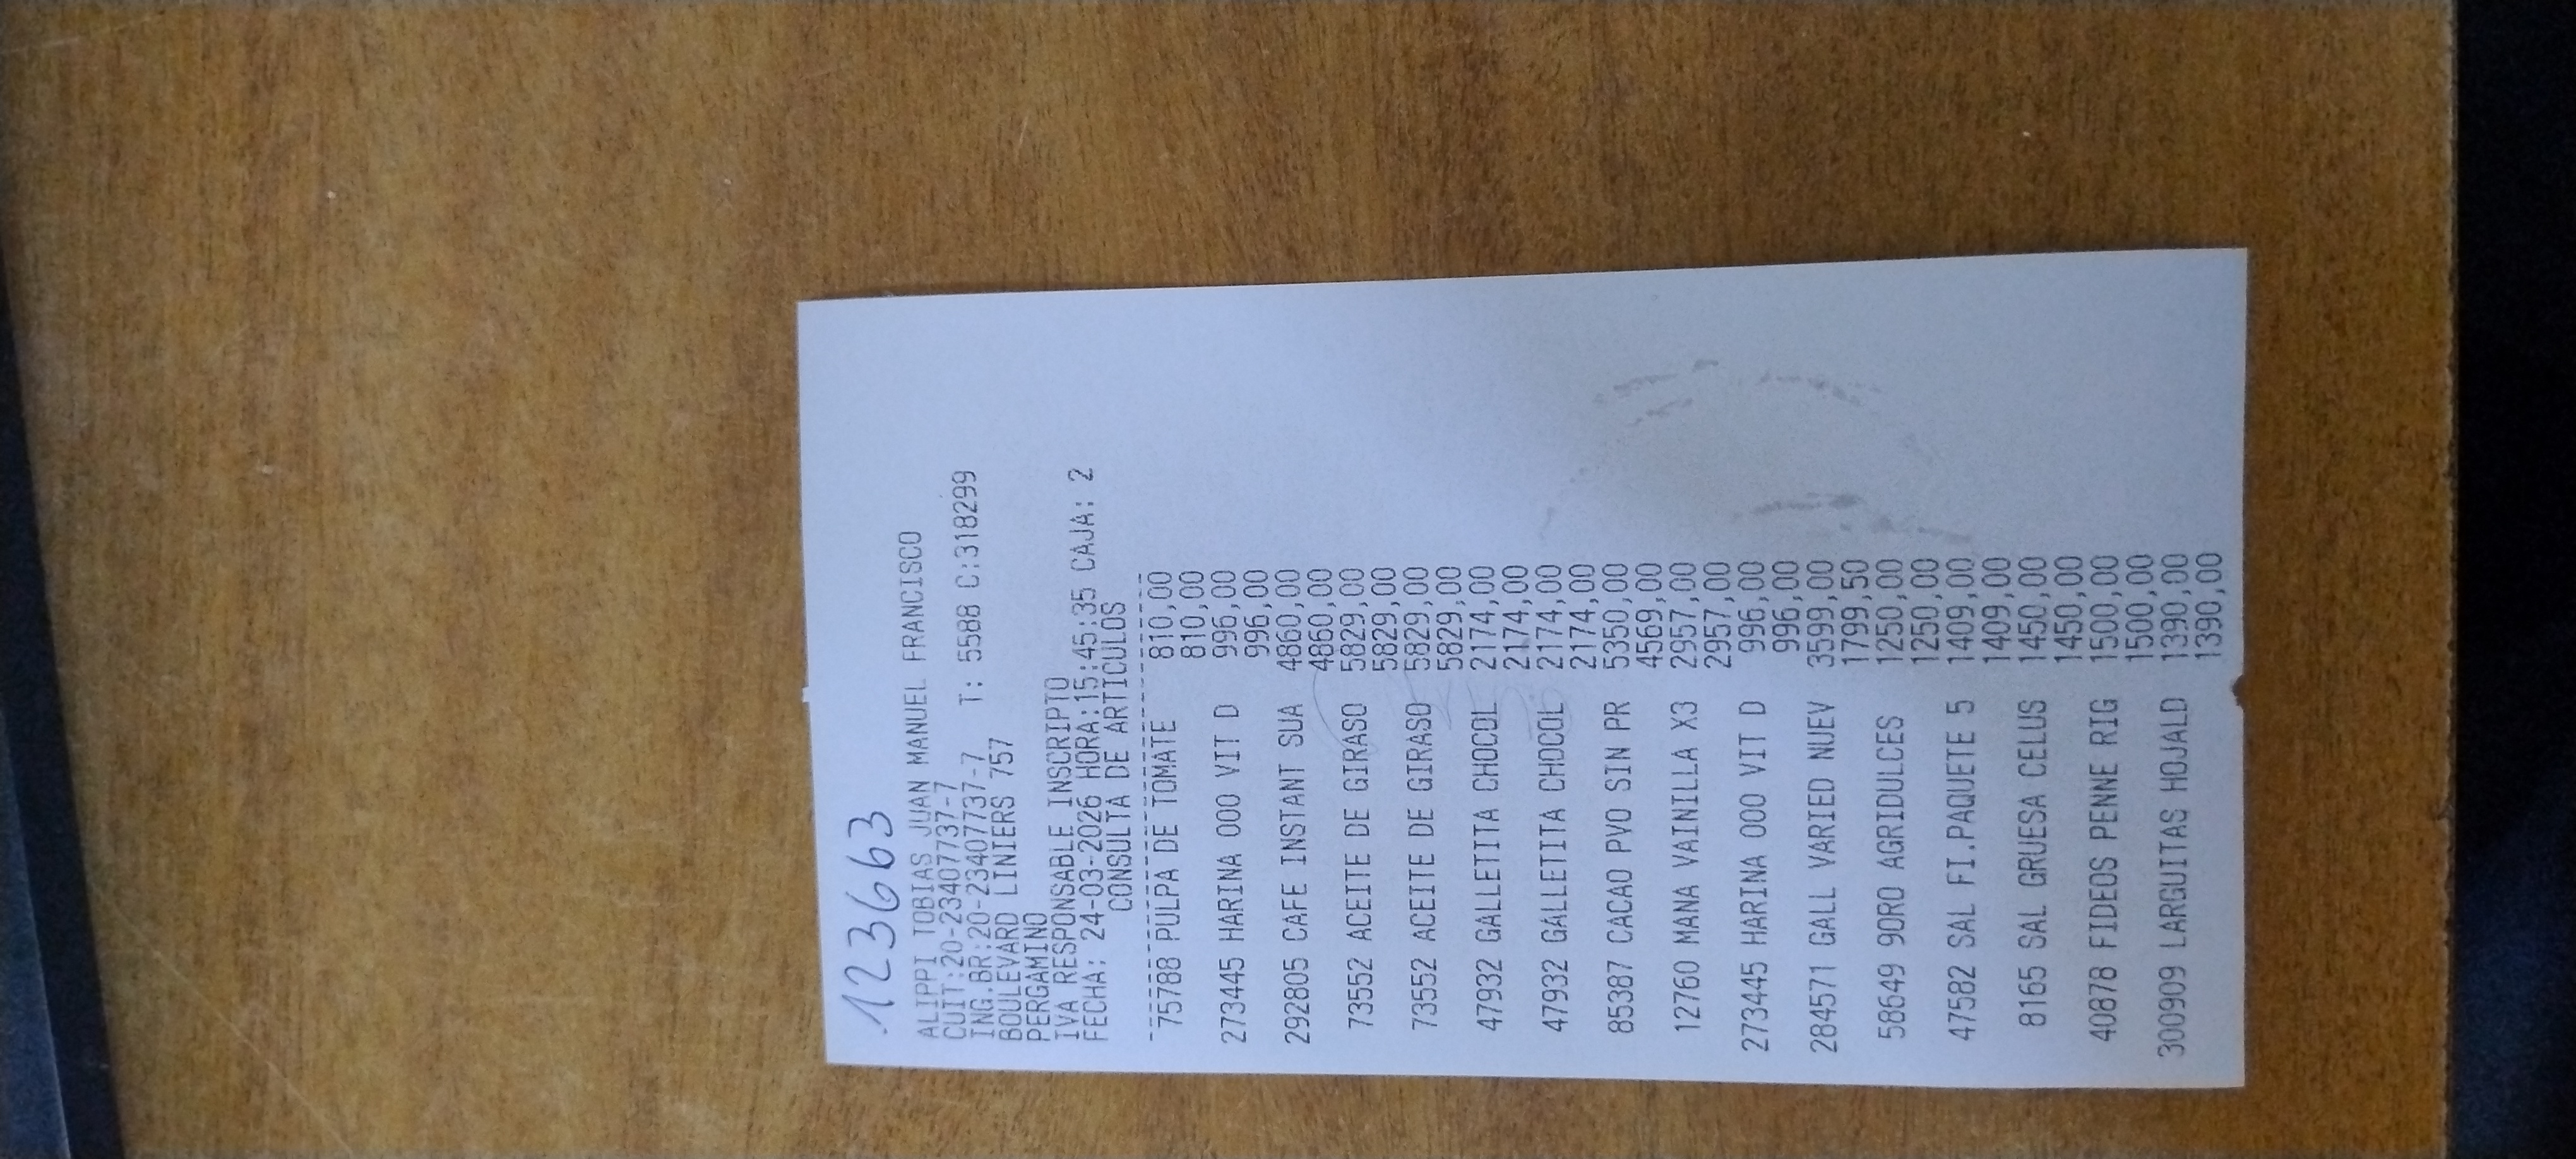 123663
ALIPPI TOBIAS JUAN MANUEL FRANCISCO
CUIT:20-23407737-7
ING.BR:20-23407737-7 T: 5588 C:318299
BOULEVARD LINIERS 757
PERGAMINO
IVA RESPONSABLE INSCRIPTO
FECHA: 24-03-2026 HORA:15:45:35 CAJA: 2
CONSULTA DE ARTICULOS
75788 PULPA DE TOMATE 810,00
810,00
273445 HARINA 000 VIT D 996,00
996,00
292805 CAFE INSTANT SUA 4860,00
4860,00
73552 ACEITE DE GIRASO 5829,00
5829,00
73552 ACEITE DE GIRASO 5829,00
5829,00
47932 GALLETITA CHOCOL 2174,00
2174,00
47932 GALLETITA CHOCOL 2174,00
2174,00
85387 CACAO PVO SIN PR 5350,00
4569,00
12760 MANA VAINILLA X3 2957,00
2957,00
273445 HARINA 000 VIT D 996,00
996,00
284571 GALL VARIED NUEV 3599,00
1799,50
58649 9ORO AGRIDULCES 1250,00
1250,00
47582 SAL FI.PAQUETE 5 1409,00
1409,00
8165 SAL GRUESA CELUS 1450,00
1450,00
40878 FIDEOS PENNE RIG 1500,00
1500,00
300909 LARGUITAS HOJALD 1390,00
1390,00